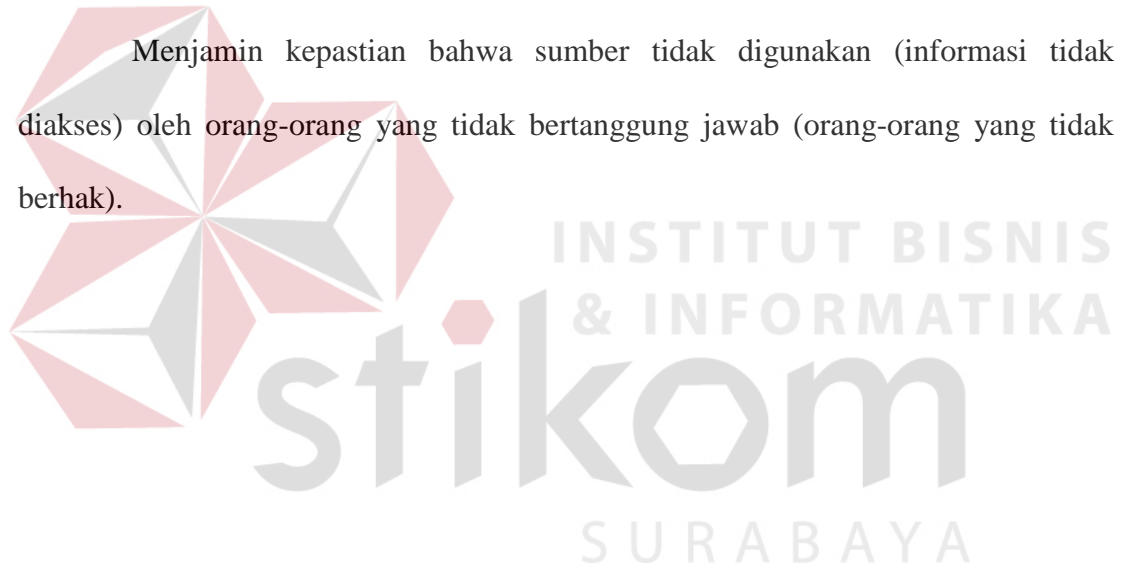 Menjamin kepastian bahwa sumber tidak digunakan (informasi tidak
diakses) oleh orang-orang yang tidak bertanggung jawab (orang-orang yang tidak
berhak).
INSTITUT BISNIS
& INFORMATIKA
stikom
SURABAYA